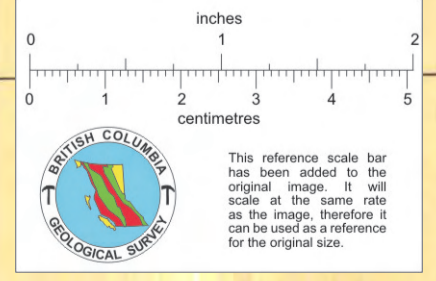 inches
0 1 2
0 1 2 3 4 5
centimetres
BRITISH COLUMBIA
GEOLOGICAL SURVEY
This reference scale bar
has been added to the
original image. It will
scale at the same rate
as the image, therefore it
can be used as a reference
for the original size.